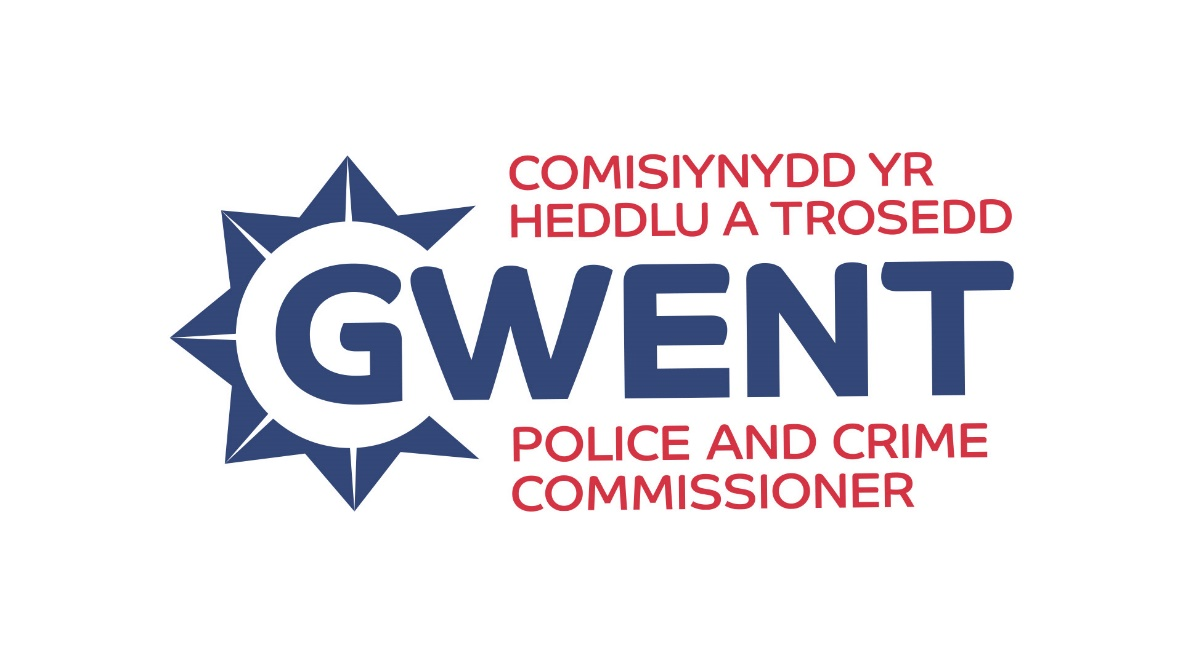 COMISIYNYDD YR
HEDDLU A TROSEDD
GWENT
POLICE AND CRIME
COMMISSIONER